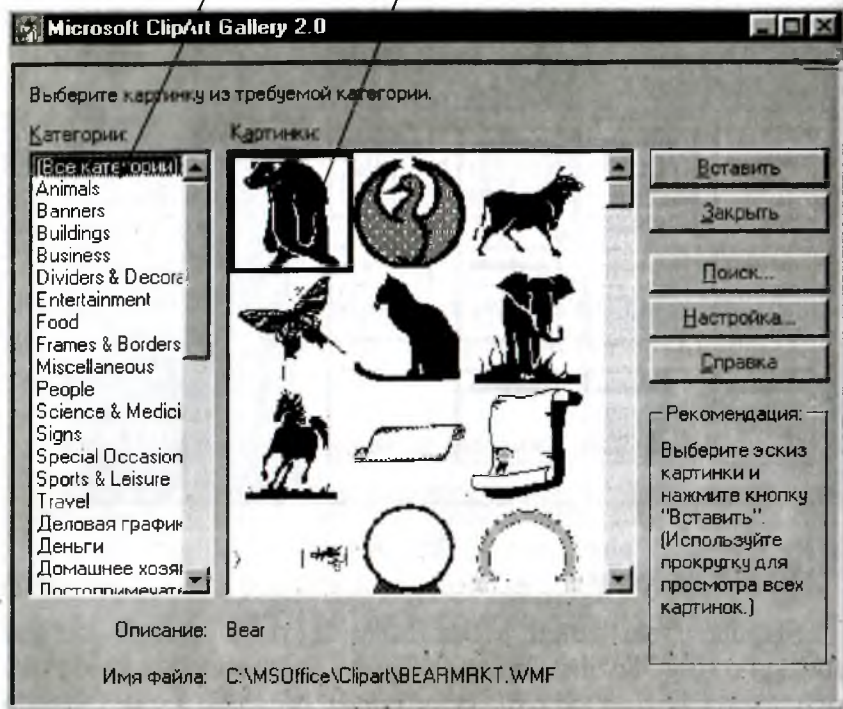 Microsoft ClipArt Gallery 2.0
Выберите картинку из требуемой категории.
Категории:
Картинки:
(Все категории)
Animals
Banners
Buildings
Business
Dividers & Decora
Entertainment
Food
Frames & Borders
Miscellaneous
People
Science & Medici
Signs
Special Occasion
Sports & Leisure
Travel
Деловая график
Деньги
Домашнее хозя
Достопримечат
Вставить
Закрыть
Поиск...
Настройка...
Справка
Рекомендация:
Выберите эскиз
картинки и
нажмите кнопку
"Вставить".
(Используйте
прокрутку для
просмотра всех
картинок.)
Описание: Bear
Имя файла: C:\MSOffice\Clipart\BEARMRKT.WMF